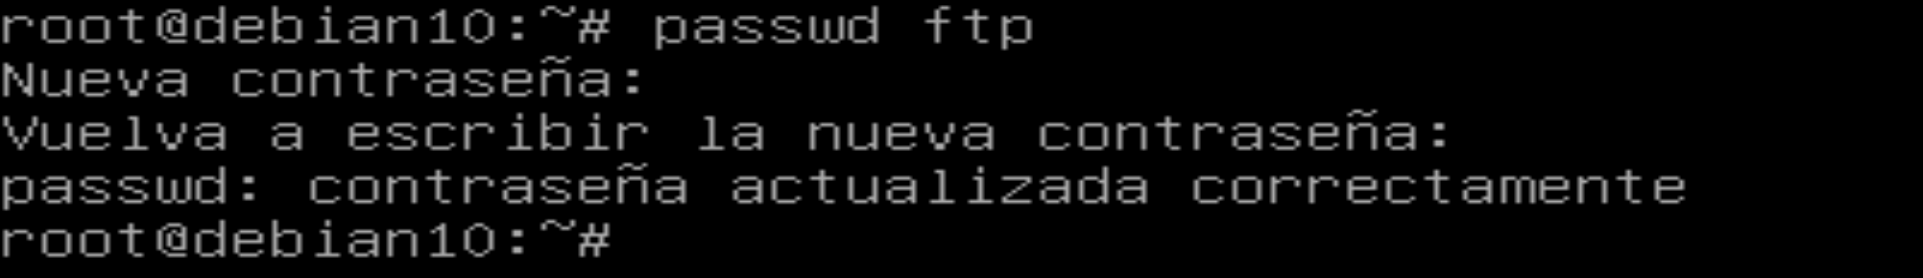 root@debian10:~# passwd ftp
Nueva contraseña:
Vuelva a escribir la nueva contraseña:
passwd: contraseña actualizada correctamente
root@debian10:~#